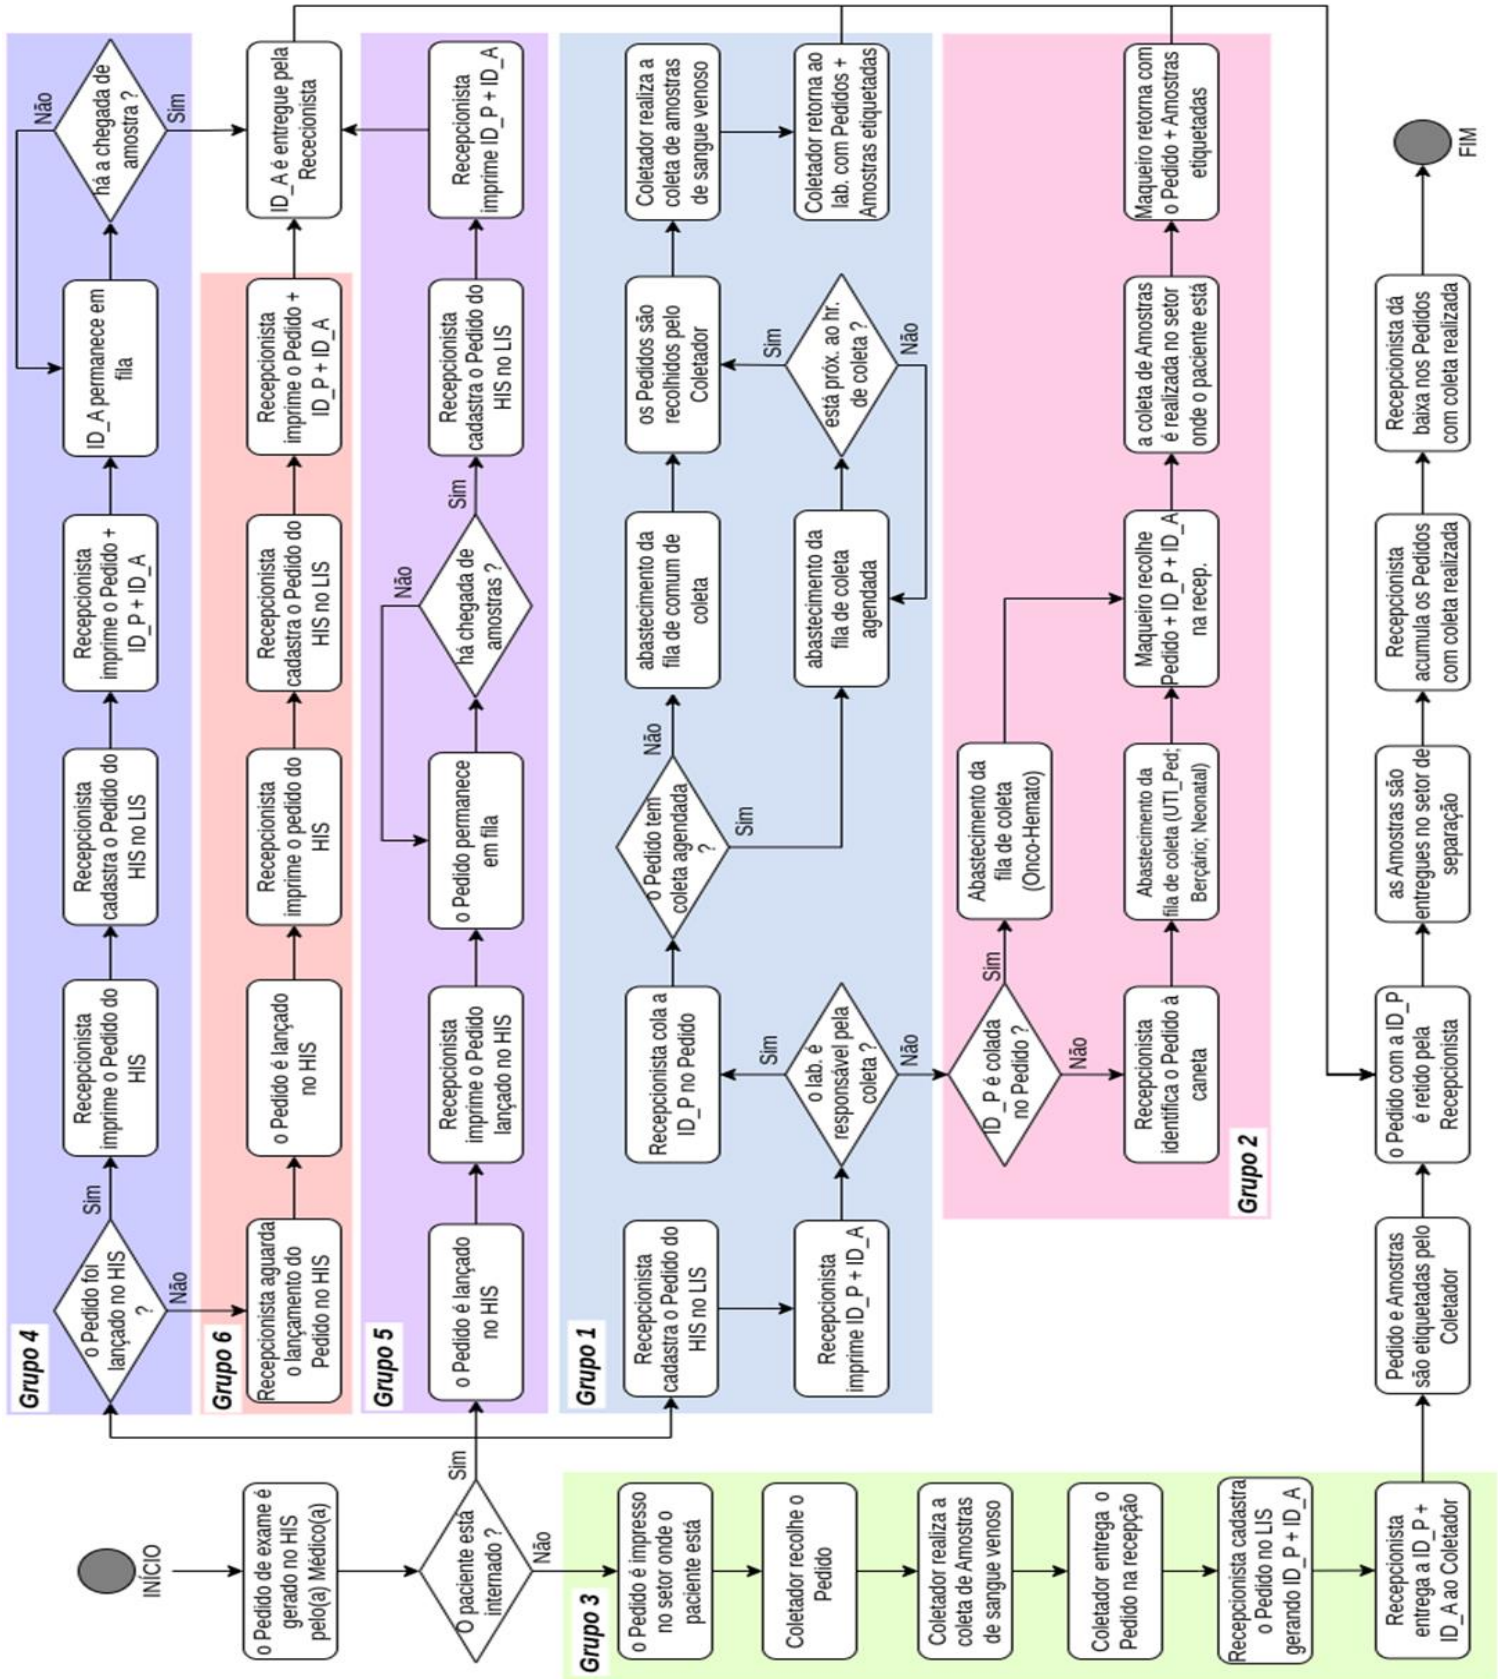 INÍCIO
o Pedido de exame é
gerado no HIS
pelo(a) Médico(a)
O paciente está
internado ?
Sim
Não
Grupo 4
o Pedido foi
lançado no HIS
?
Sim
Não
Recepcionista
imprime o Pedido do
HIS
Recepcionista
cadastra o Pedido do
HIS no LIS
Recepcionista
imprime o Pedido +
ID_P + ID_A
ID_A permanece em
fila
há a chegada de
amostra ?
Não
Sim
Grupo 6
Recepcionista aguarda
o lançamento do
Pedido no HIS
o Pedido é lançado
no HIS
Recepcionista
imprime o pedido do
HIS
Recepcionista
cadastra o Pedido do
HIS no LIS
Recepcionista
imprime o Pedido +
ID_P + ID_A
ID_A é entregue pela
Rececionista
Grupo 5
o Pedido é lançado
no HIS
Recepcionista
imprime o Pedido
lançado no HIS
o Pedido permanece
em fila
há chegada de
amostras ?
Não
Sim
Recepcionista
cadastra o Pedido do
HIS no LIS
Recepcionista
imprime ID_P + ID_A
Grupo 1
Recepcionista
cadastra o Pedido do
HIS no LIS
Recepcionista
imprime ID_P + ID_A
o lab. é
responsável pela
coleta ?
Sim
Não
Recepcionista cola a
ID_P no Pedido
o Pedido tem
coleta agendada
?
Não
Sim
abastecimento da
fila de comum de
coleta
abastecimento da
fila de coleta
agendada
está próx. ao hr.
de coleta ?
Sim
Não
os Pedidos são
recolhidos pelo
Coletador
Coletador realiza a
coleta de amostras
de sangue venoso
Coletador retorna ao
lab. com Pedidos +
Amostras etiquetadas
Grupo 2
ID_P é colada
no Pedido ?
Sim
Não
Abastecimento da
fila de coleta
(Onco-Hemato)
Recepcionista
identifica o Pedido à
caneta
Abastecimento da
fila de coleta (UTI_Ped;
Berçário; Neonatal)
Maqueiro recolhe
Pedido + ID_P + ID_A
na recep.
a coleta de Amostras
é realizada no setor
onde o paciente está
Maqueiro retorna com
o Pedido + Amostras
etiquetadas
Grupo 3
o Pedido é impresso
no setor onde o
paciente está
Coletador recolhe o
Pedido
Coletador realiza a
coleta de Amostras
de sangue venoso
Coletador entrega o
Pedido na recepção
Recepcionista cadastra
o Pedido no LIS
gerando ID_P + ID_A
Recepcionista
entrega a ID_P +
ID_A ao Coletador
Pedido e Amostras
são etiquetadas pelo
Coletador
o Pedido com a ID_P
é retido pela
Recepcionista
as Amostras são
entregues no setor de
separação
Recepcionista
acumula os Pedidos
com coleta realizada
Recepcionista dá
baixa nos Pedidos
com coleta realizada
FIM